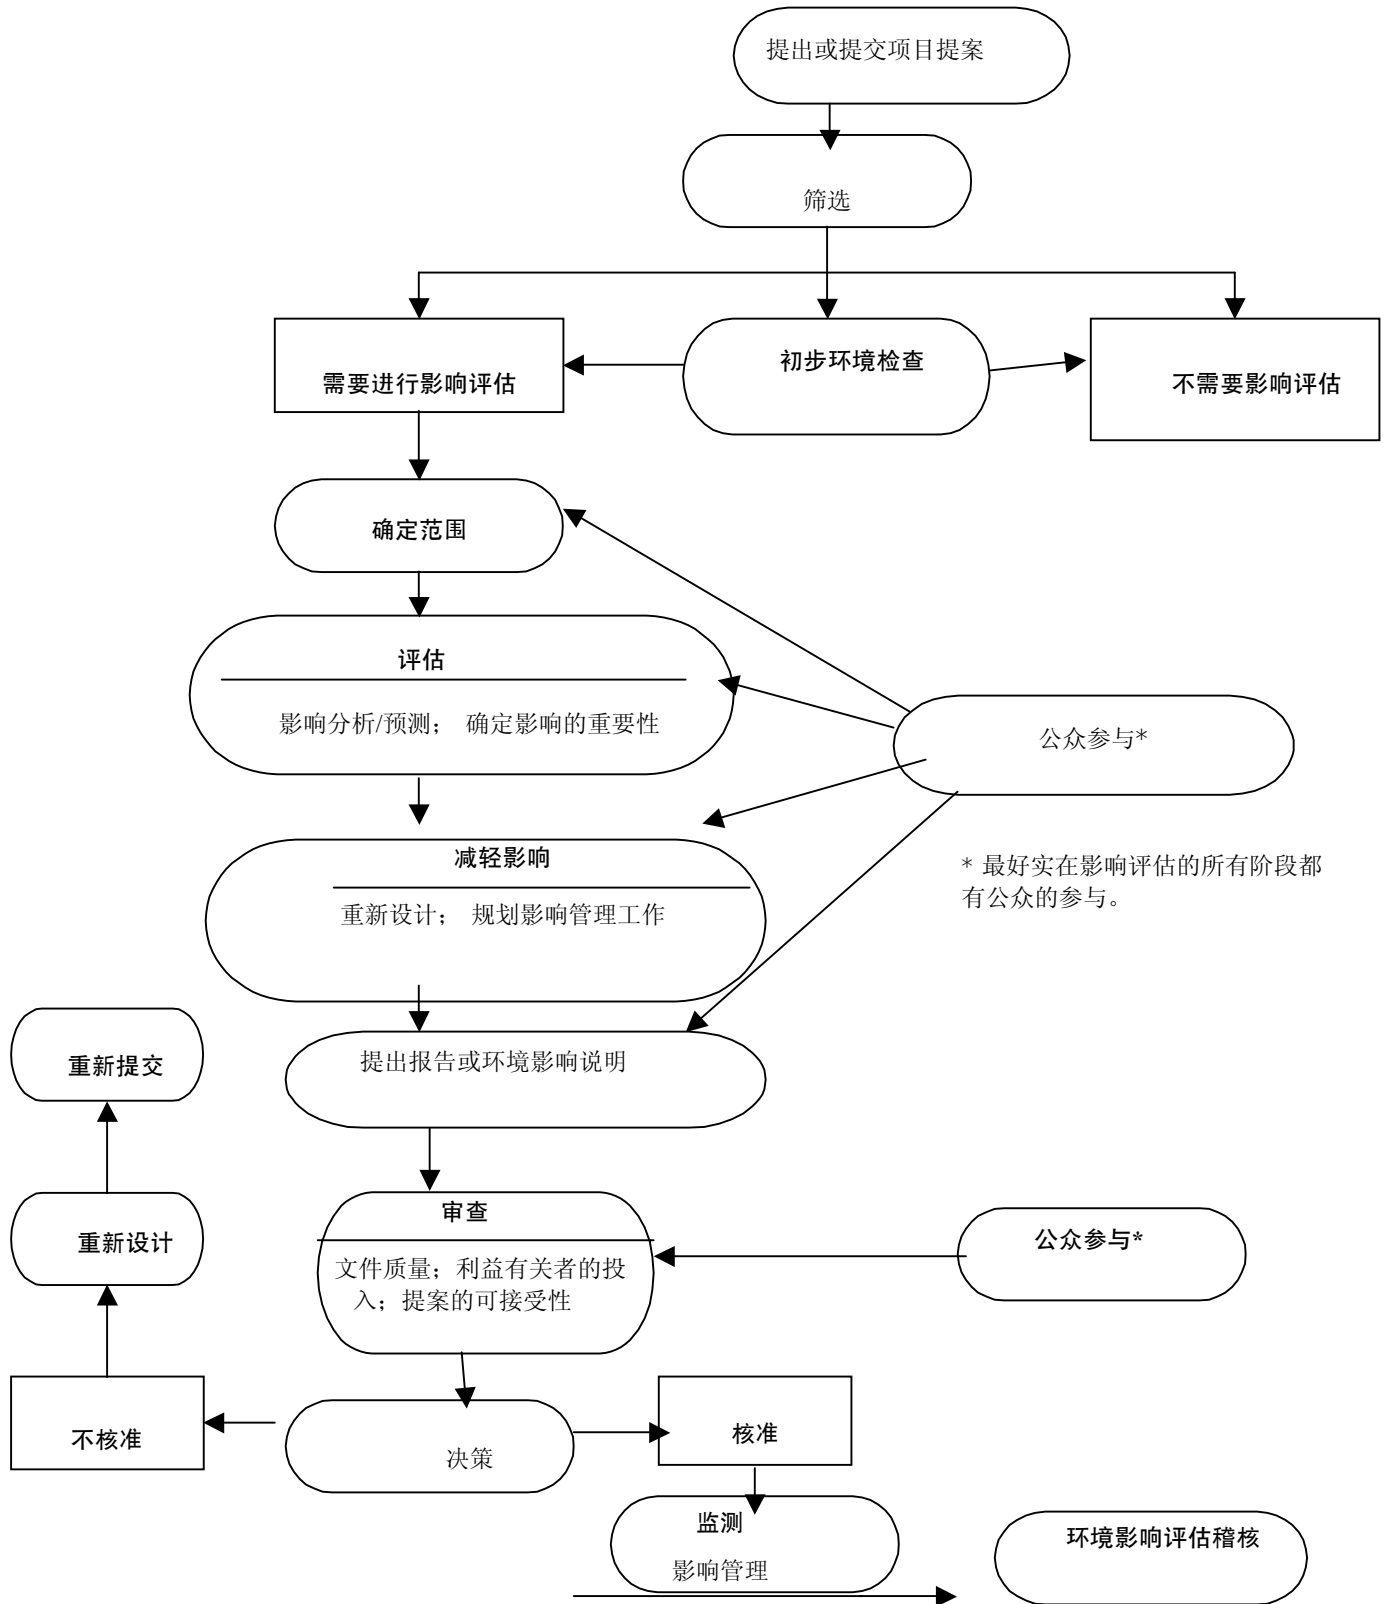 提出或提交项目提案
筛选
初步环境检查
需要进行影响评估
不需要影响评估
确定范围
评估
影响分析/预测； 确定影响的重要性
公众参与*
减轻影响
* 最好实在影响评估的所有阶段都
有公众的参与。
重新设计； 规划影响管理工作
提出报告或环境影响说明
重新提交
审查
重新设计
公众参与*
文件质量；利益有关者的投
入；提案的可接受性
不核准
决策
核准
监测
影响管理
环境影响评估稽核